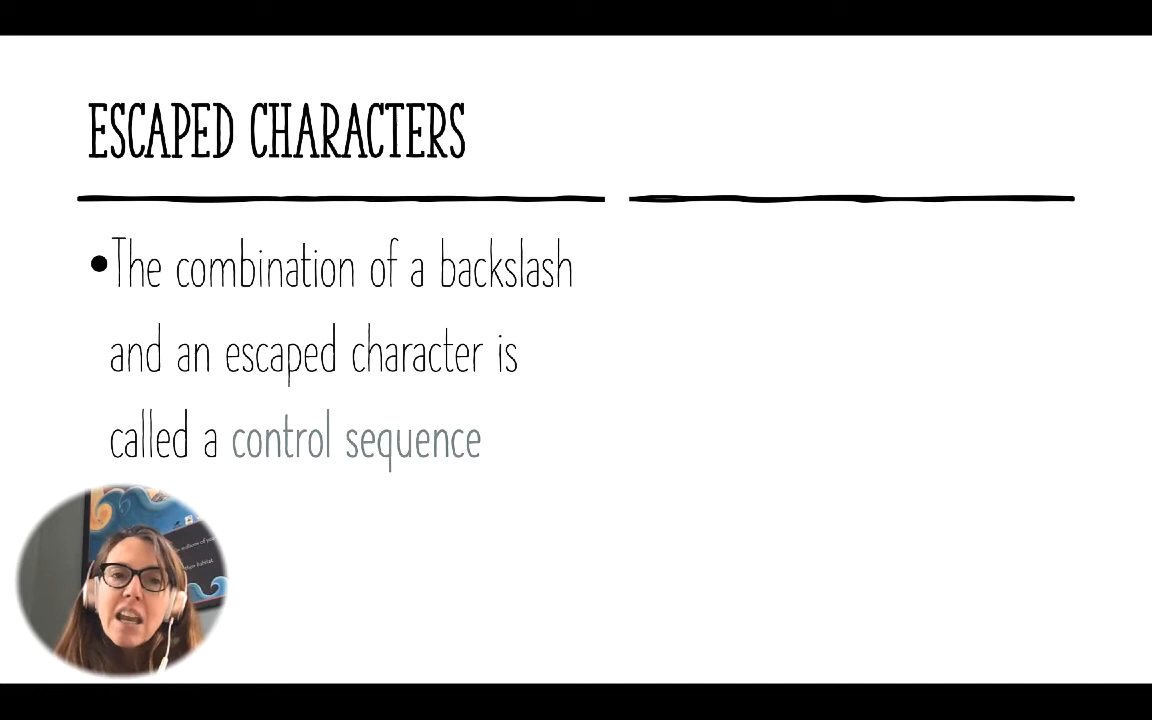 ESCAPED CHARACTERS
•The combination of a backslash
and an escaped character is
called a control sequence